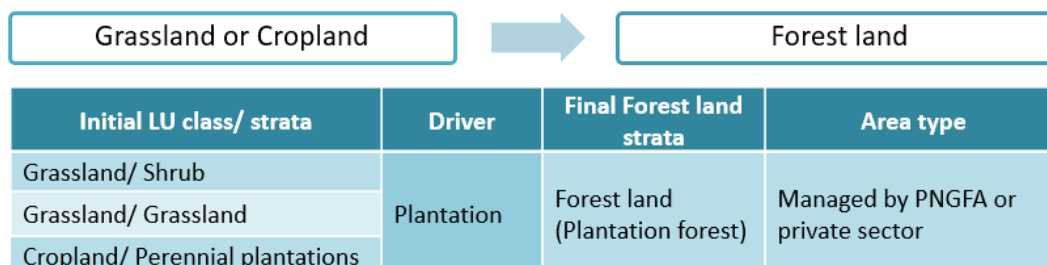 Grassland or Cropland
Forest land
Initial LU class/ strata
Driver
Final Forest land
strata
Area type
Grassland/ Shrub
Grassland/ Grassland
Cropland/ Perennial plantations
Plantation
Forest land
(Plantation forest)
Managed by PNGFA or
private sector